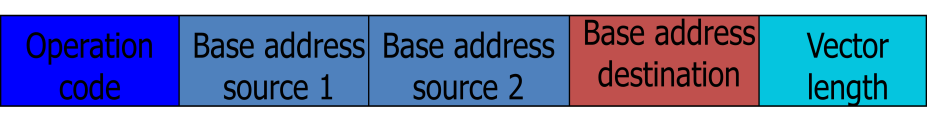 Operation
code
Base address
source 1
Base address
source 2
Base address
destination
Vector
length